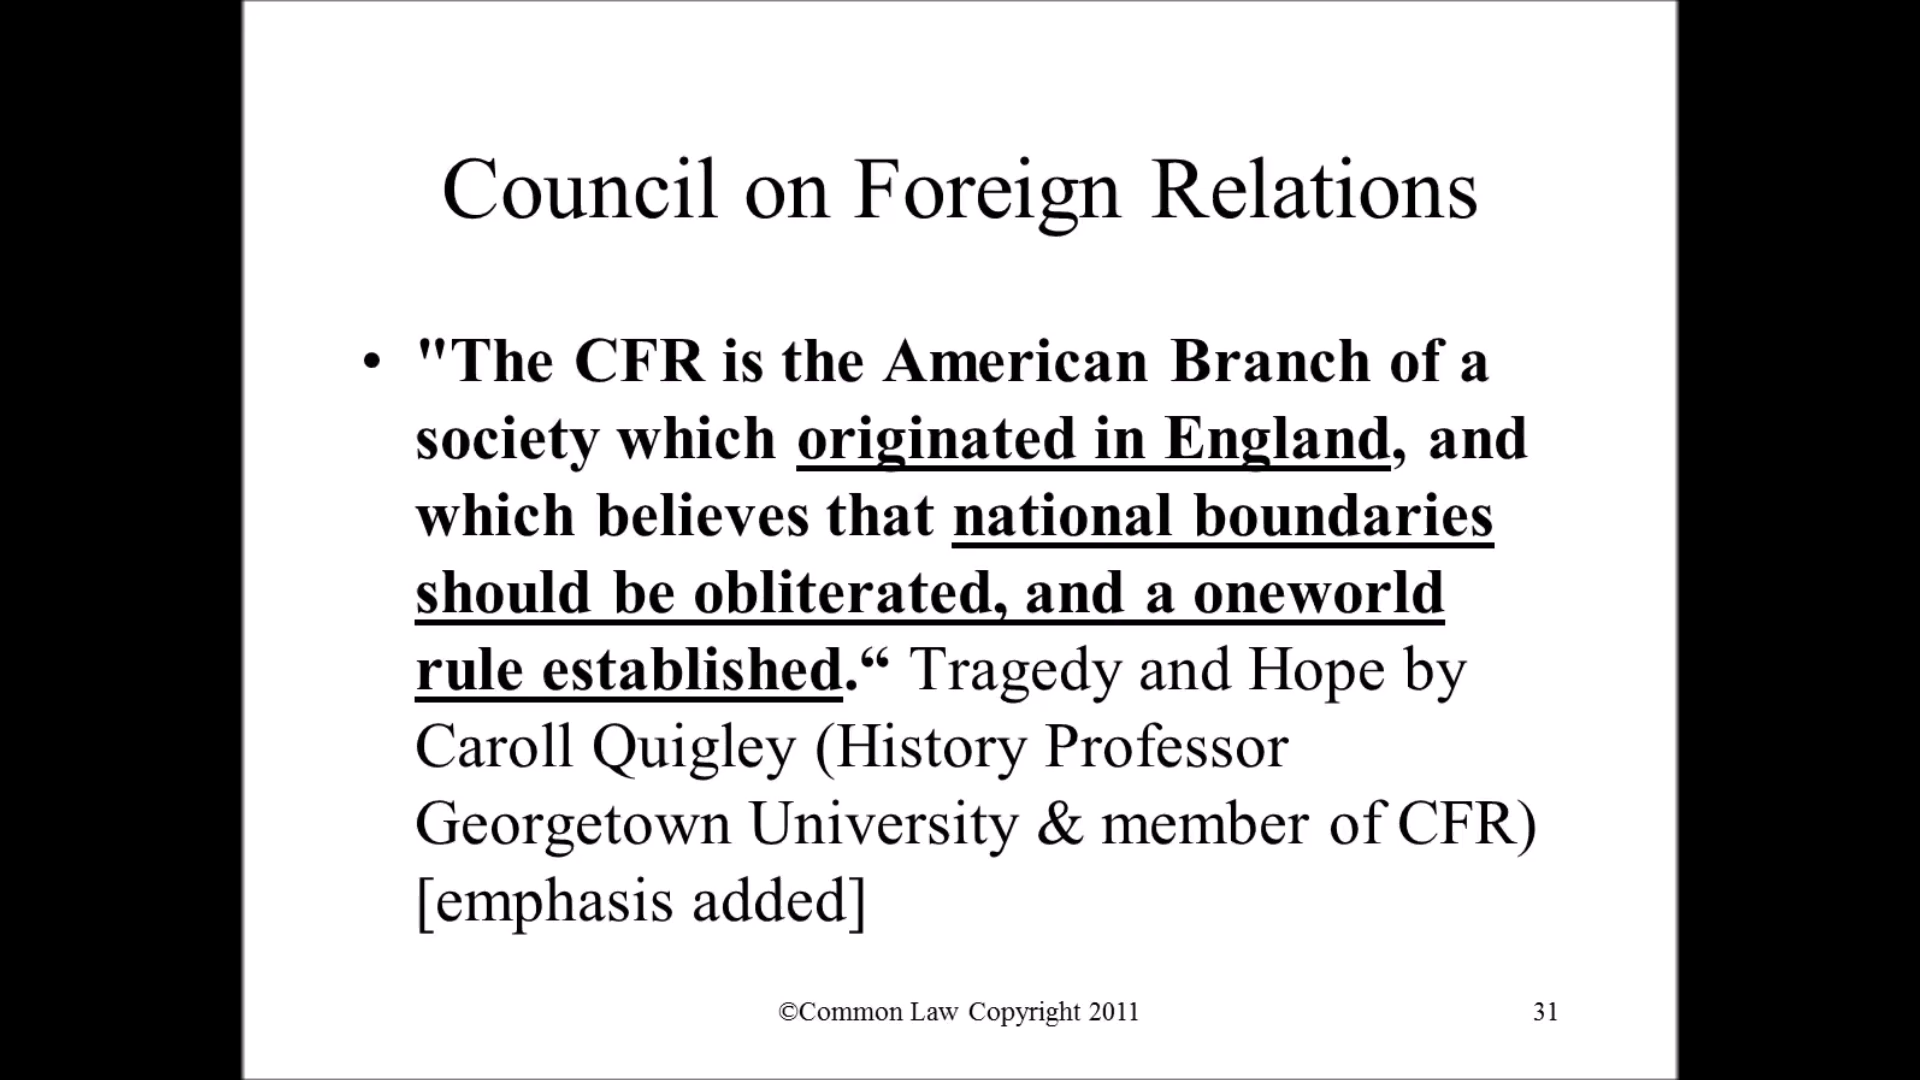 Council on Foreign Relations
• "The CFR is the American Branch of a
society which originated in England, and
which believes that national boundaries
should be obliterated, and a oneworld
rule established.“ Tragedy and Hope by
Caroll Quigley (History Professor
Georgetown University & member of CFR)
[emphasis added]
©Common Law Copyright 2011
31